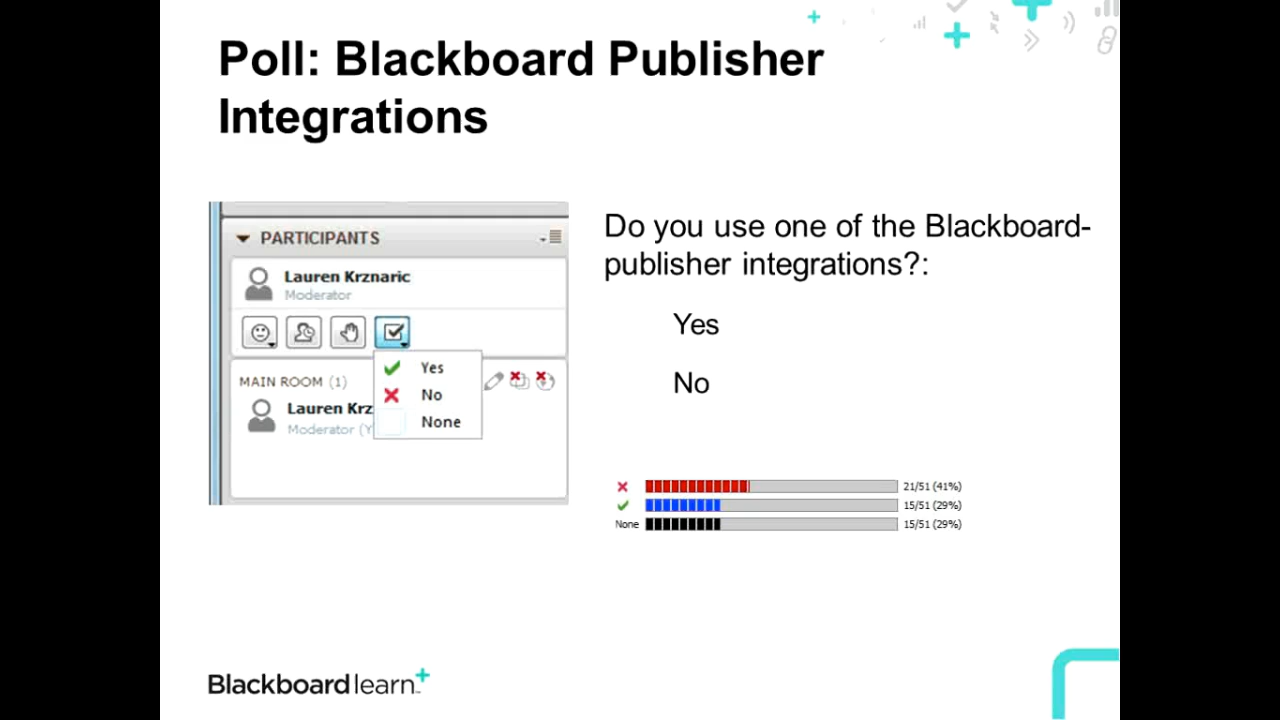 Poll: Blackboard Publisher
Integrations
PARTICIPANTS
Lauren Krznaric
Moderator
Yes
No
None
MAIN ROOM (1)
Lauren Krz
Moderator (Y
Do you use one of the Blackboard-
publisher integrations?:
Yes
No
21/51 (41%)
15/51 (29%)
None 15/51 (29%)
Blackboard learn